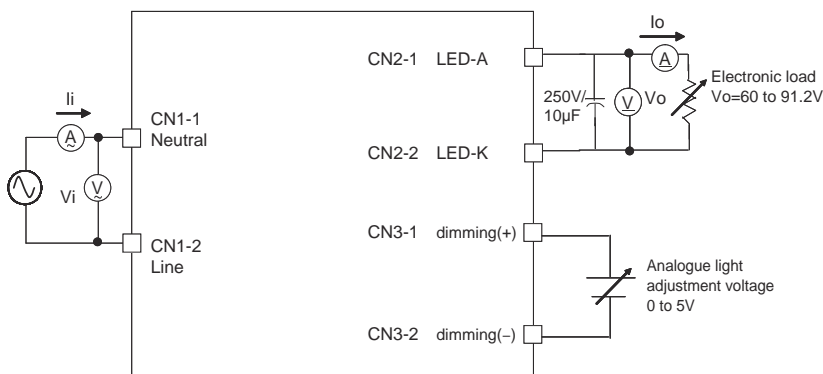 Io
CN2-1 LED-A
A
Electronic load
Vo=60 to 91.2V
250V/
10µF
V
Vo
Ii
CN1-1
Neutral
A
~
CN2-2 LED-K
Vi
V
~
CN3-1 dimming(+)
CN1-2
Line
Analogue light
adjustment voltage
0 to 5V
CN3-2 dimming(−)